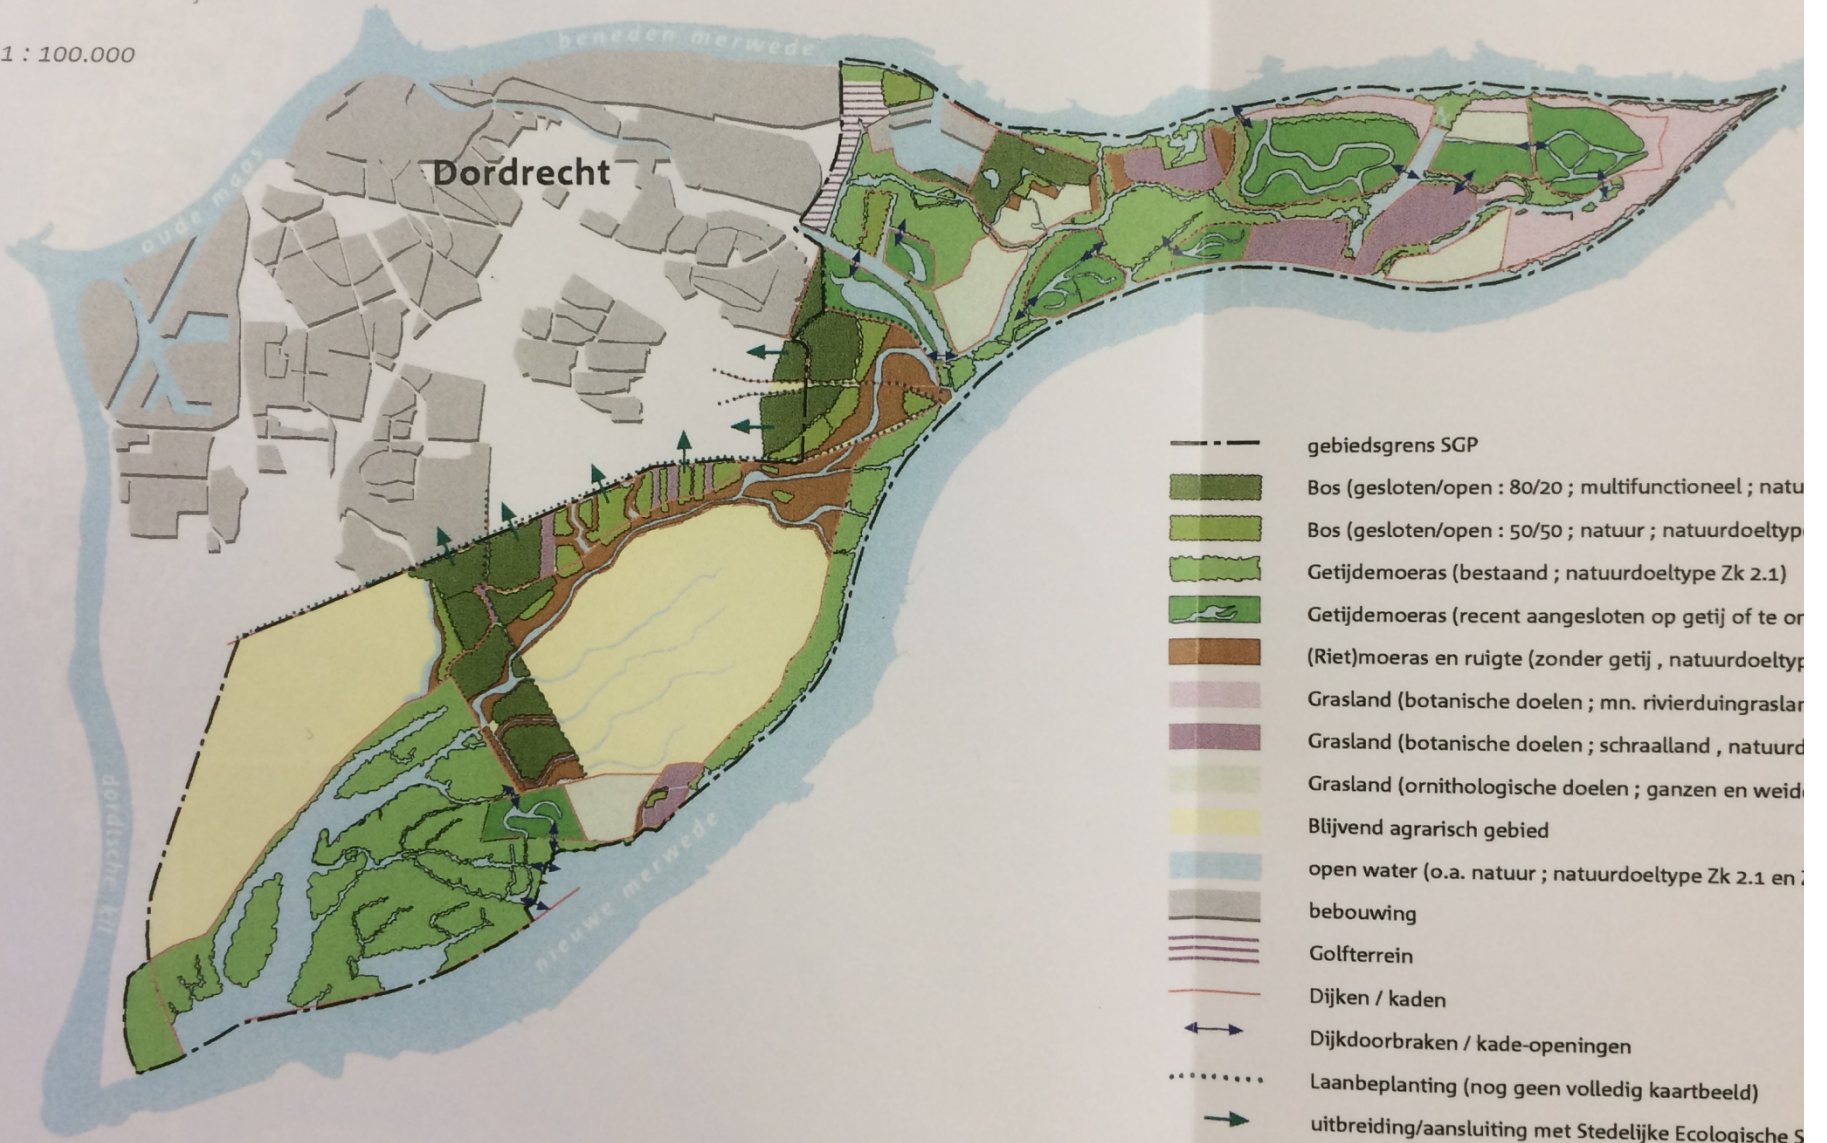 1 : 100.000
beneden merwede
Dordrecht
oude maas
dordtsche kil
nieuwe merwede
gebiedsgrens SGP
Bos (gesloten/open : 80/20 ; multifunctioneel ; natu
Bos (gesloten/open : 50/50 ; natuur ; natuurdoeltyp
Getijdemoeras (bestaand ; natuurdoeltype Zk 2.1)
Getijdemoeras (recent aangesloten op getij of te or
(Riet)moeras en ruigte (zonder getij , natuurdoeltyp
Grasland (botanische doelen ; mn. rivierduingraslan
Grasland (botanische doelen ; schraalland , natuurd
Grasland (ornithologische doelen ; ganzen en weid
Blijvend agrarisch gebied
open water (o.a. natuur ; natuurdoeltype Zk 2.1 en
bebouwing
Golfterrein
Dijken / kaden
Dijkdoorbraken / kade-openingen
Laanbeplanting (nog geen volledig kaartbeeld)
uitbreiding/aansluiting met Stedelijke Ecologische S